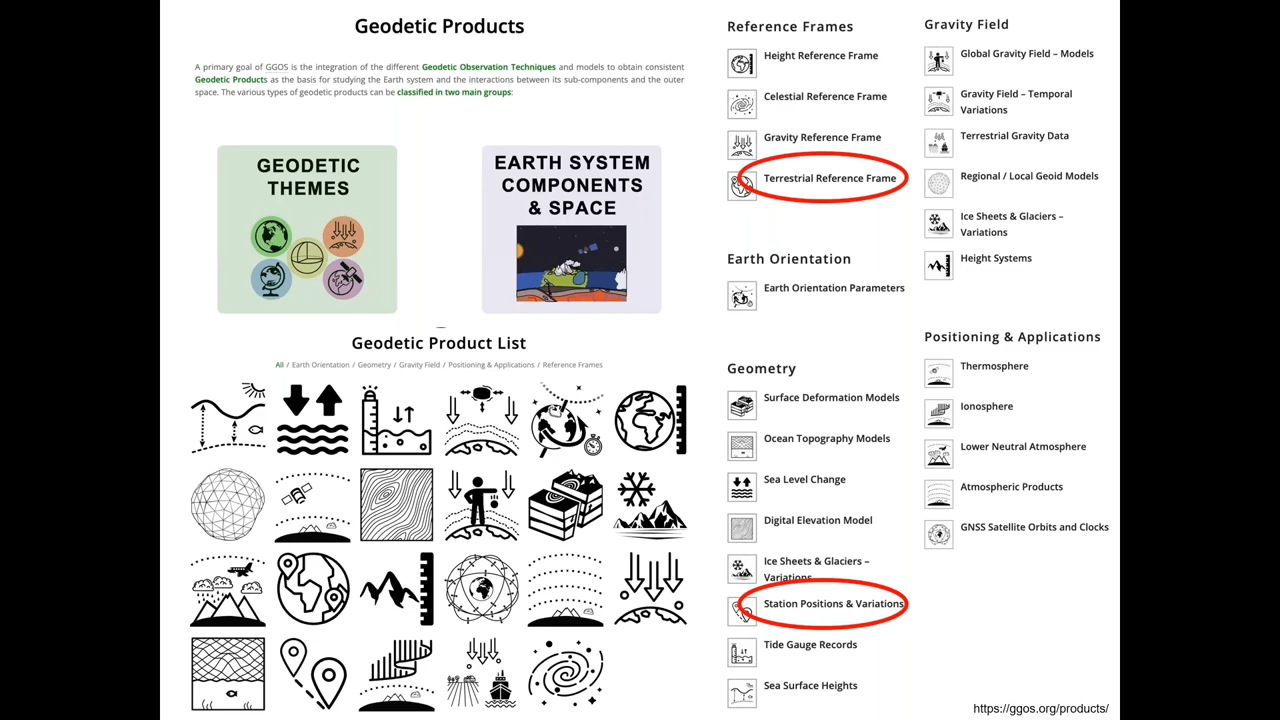 Geodetic Products
A primary goal of GGOS is the integration of the different Geodetic Observation Techniques and models to obtain consistent
Geodetic Products as the basis for studying the Earth system and the interactions between its sub-components and the outer
space. The various types of geodetic products can be classified in two main groups:
GEODETIC
THEMES
EARTH SYSTEM
COMPONENTS
& SPACE
Geodetic Product List
All / Earth Orientation / Geometry / Gravity Field / Positioning & Applications / Reference Frames
Reference Frames
Height Reference Frame
Celestial Reference Frame
Gravity Reference Frame
Terrestrial Reference Frame
Earth Orientation
Earth Orientation Parameters
Geometry
Surface Deformation Models
Ocean Topography Models
Sea Level Change
Digital Elevation Model
Ice Sheets & Glaciers –
Variations
Station Positions & Variations
Tide Gauge Records
Sea Surface Heights
Gravity Field
Global Gravity Field – Models
Gravity Field – Temporal
Variations
Terrestrial Gravity Data
Regional / Local Geoid Models
Ice Sheets & Glaciers –
Variations
Height Systems
Positioning & Applications
Thermosphere
Ionosphere
Lower Neutral Atmosphere
Atmospheric Products
GNSS Satellite Orbits and Clocks
https://ggos.org/products/